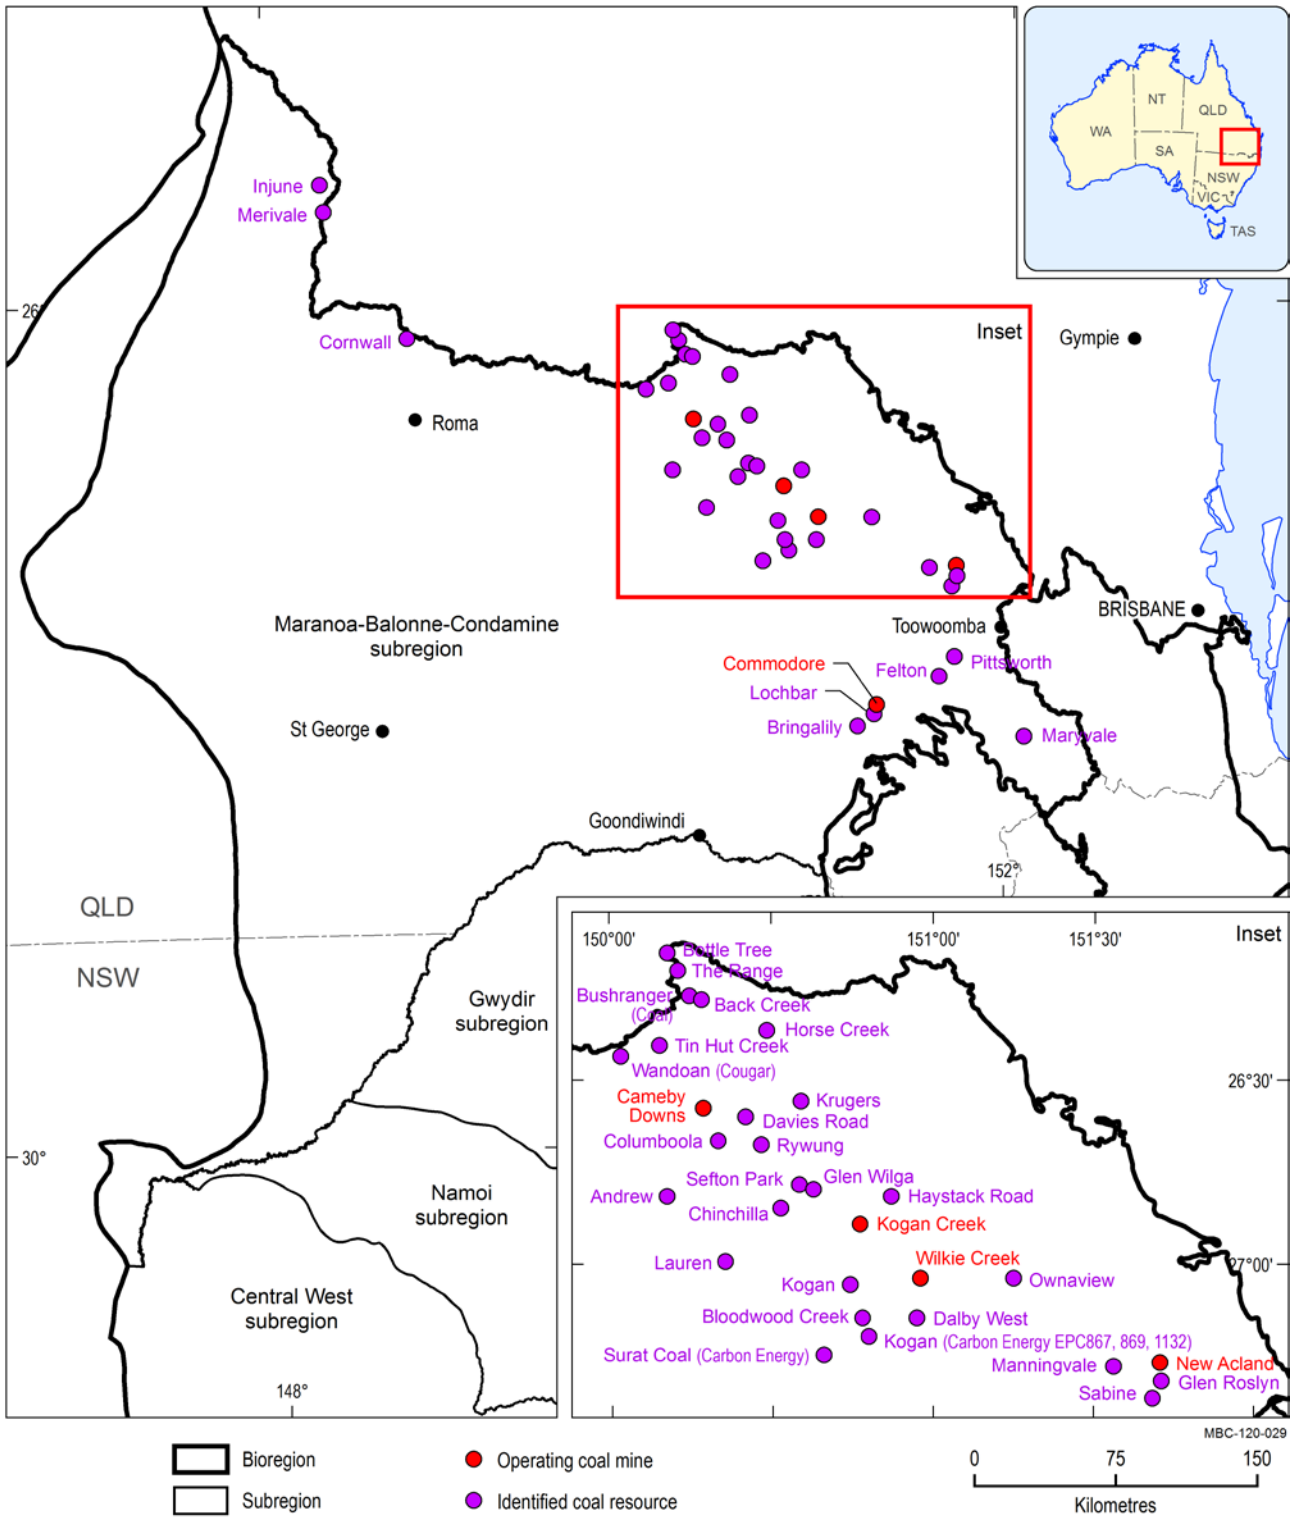 NT
QLD
WA
SA
NSW
VIC
TAS
Injune
Merivale
26°
Cornwall
Inset
Gympie
Roma
Maranoa-Balonne-Condamine
subregion
Toowoomba
BRISBANE
Commodore
Felton
Pittsworth
Lochbar
Bringalily
Maryvale
St George
Goondiwindi
152°
QLD
NSW
Gwydir
subregion
30°
Namoi
subregion
Central West
subregion
148°
150°00'
151°00'
151°30'
Inset
Bottle Tree
The Range
Bushranger
(Coal)
Back Creek
Horse Creek
Tin Hut Creek
Wandoan (Cougar)
26°30'
Cameby
Downs
Krugers
Davies Road
Columboola
Rywung
Sefton Park
Glen Wilga
Andrew
Haystack Road
Chinchilla
Kogan Creek
Lauren
Wilkie Creek
27°00'
Kogan
Ownaview
Bloodwood Creek
Dalby West
Kogan (Carbon Energy EPC867, 869, 1132)
Surat Coal (Carbon Energy)
Manningvale
New Acland
Glen Roslyn
Sabine
MBC-120-029
Bioregion
Subregion
Operating coal mine
Identified coal resource
0 75 150
Kilometres